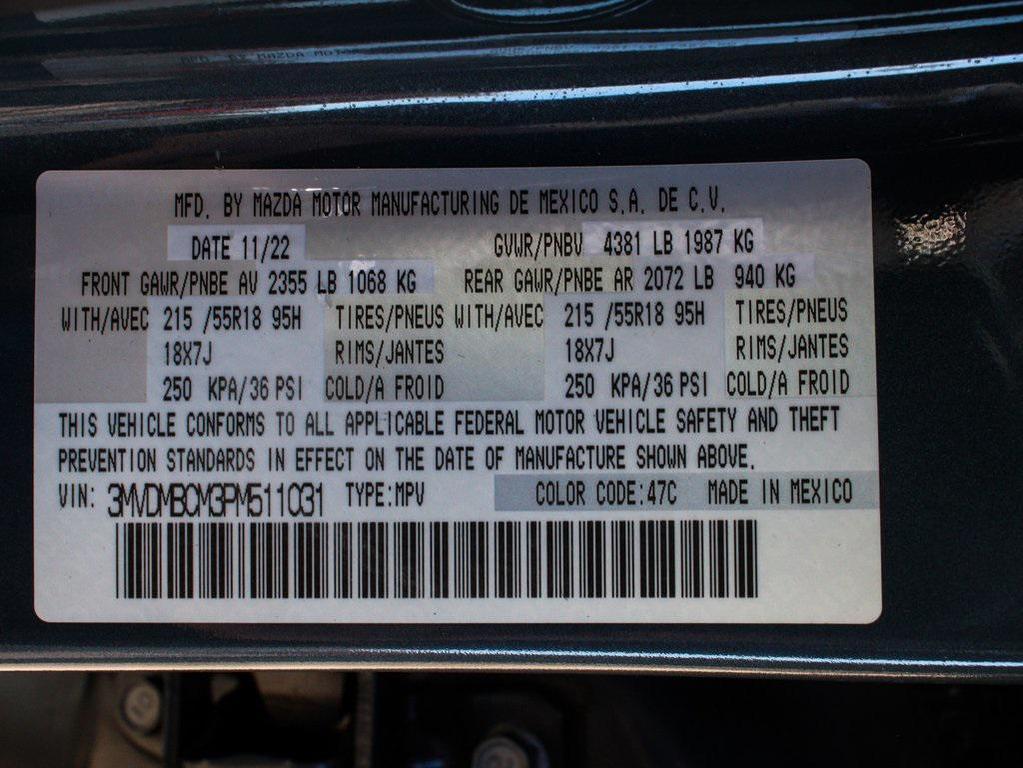 MFD. BY MAZDA MOTOR MANUFACTURING DE MEXICO S.A. DE C.V.
DATE 11/22 GVWR/PNBV 4381 LB 1987 KG
FRONT GAWR/PNBE AV 2355 LB 1068 KG REAR GAWR/PNBE AR 2072 LB 940 KG
WITH/AVEC 215 /55R18 95H TIRES/PNEUS WITH/AVEC 215 /55R18 95H TIRES/PNEUS
18X7J RIMS/JANTES 18X7J RIMS/JANTES
250 KPA/36 PSI COLD/A FROID 250 KPA/36 PSI COLD/A FROID
THIS VEHICLE CONFORMS TO ALL APPLICABLE FEDERAL MOTOR VEHICLE SAFETY AND THEFT
PREVENTION STANDARDS IN EFFECT ON THE DATE OF MANUFACTURE SHOWN ABOVE.
VIN: 3MVDMBCM3PM511031 TYPE:MPV COLOR CODE:47C MADE IN MEXICO